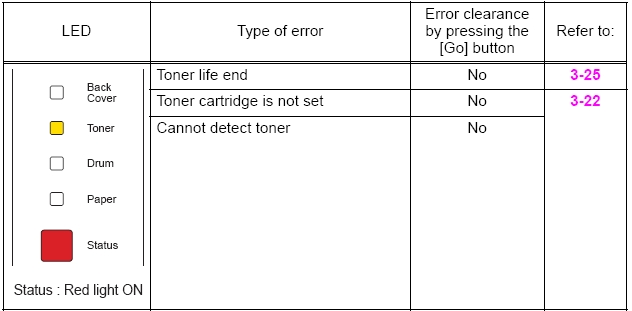 LED
Type of error
Error clearance
by pressing the
[Go] button
Refer to:
Back
Cover
Toner
Drum
Paper
Status
Status : Red light ON
Toner life end No 3-25
Toner cartridge is not set No 3-22
Cannot detect toner No